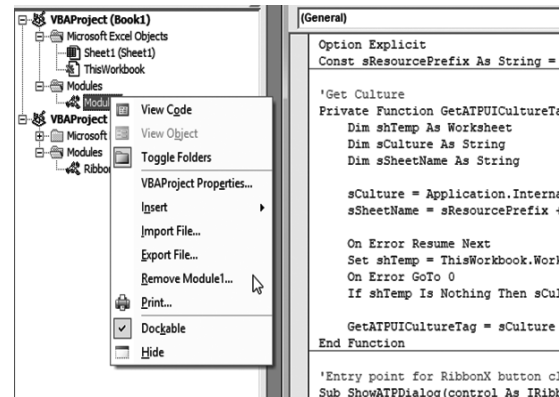 VBAProject (Book1)
Microsoft Excel Objects
Sheet1 (Sheet1)
ThisWorkbook
Modules
VBAProject
Microsoft
Modules
View Code
View Object
Toggle Folders
VBAProject Properties...
Insert
Import File...
Export File...
Remove Module1...
Print...
Dockable
Hide
(General)
Option Explicit
Const sResourcePrefix As String =
'Get Culture
Private Function GetATPUICultureTa
Dim shTemp As Worksheet
Dim sCulture As String
Dim sSheetName As String
sCulture = Application.Interna
sSheetName = sResourcePrefix +
On Error Resume Next
Set shTemp = ThisWorkbook.Work
On Error GoTo 0
If shTemp Is Nothing Then sCul
GetATPUICultureTag = sCulture
End Function
'Entry point for RibbonX button cl
Sub ShowATPDialog(control As IRibb